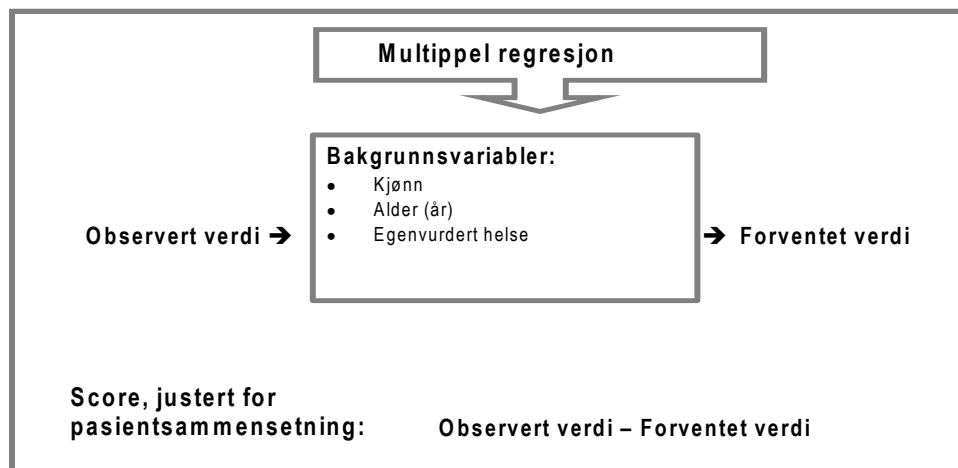 Multippel regresjon
Bakgrunnsvariabler:
• Kjønn
• Alder (år)
• Egenvurdert helse
Observert verdi ➔
➔ Forventet verdi
Score, justert for
pasientsammensetning: Observert verdi – Forventet verdi